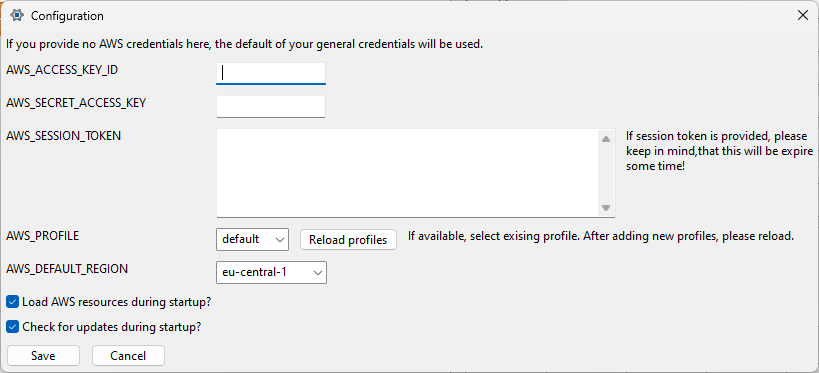 Configuration
If you provide no AWS credentials here, the default of your general credentials will be used.
AWS_ACCESS_KEY_ID
AWS_SECRET_ACCESS_KEY
AWS_SESSION_TOKEN
If session token is provided, please
keep in mind,that this will be expire
some time!
AWS_PROFILE
default
Reload profiles
If available, select exising profile. After adding new profiles, please reload.
AWS_DEFAULT_REGION
eu-central-1
Load AWS resources during startup?
Check for updates during startup?
Save
Cancel